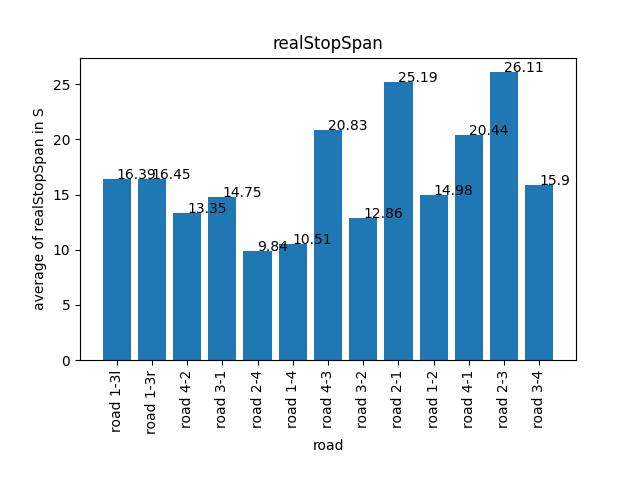 realStopSpan
average of realStopSpan in S
25
20
15
10
5
0
16.39
16.45
13.35
14.75
9.84
10.51
20.83
12.86
25.19
14.98
20.44
26.11
15.9
road 1-3l
road 1-3r
road 4-2
road 3-1
road 2-4
road 1-4
road 4-3
road 3-2
road 2-1
road 1-2
road 4-1
road 2-3
road 3-4
road